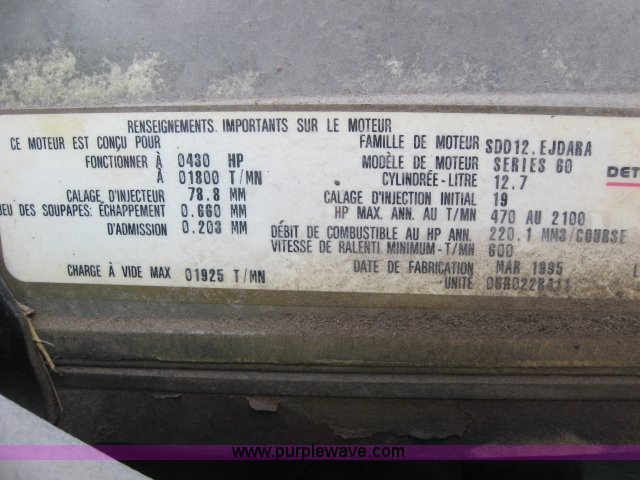 RENSEIGNEMENTS IMPORTANTS SUR LE MOTEUR
CE MOTEUR EST CONÇU POUR
FONCTIONNER À 0430 HP
À 01800 T/MN
CALAGE D'INJECTEUR 78.8 MM
JEU DES SOUPAPES: ÉCHAPPEMENT 0.660 MM
D'ADMISSION 0.203 MM
CHARGE À VIDE MAX 01925 T/MN
FAMILLE DE MOTEUR SDD12.EJDARA
MODÈLE DE MOTEUR SERIES 60
CYLINDRÉE-LITRE 12.7
CALAGE D'INJECTION INITIAL 19
HP MAX. ANN. AU T/MN 470 AU 2100
DÉBIT DE COMBUSTIBLE AU HP ANN. 220.1 MM3/COURSE
VITESSE DE RALENTI MINIMUM-T/MN 600
DATE DE FABRICATION MAR 1995
UNITÉ
DET
www.purplewave.com